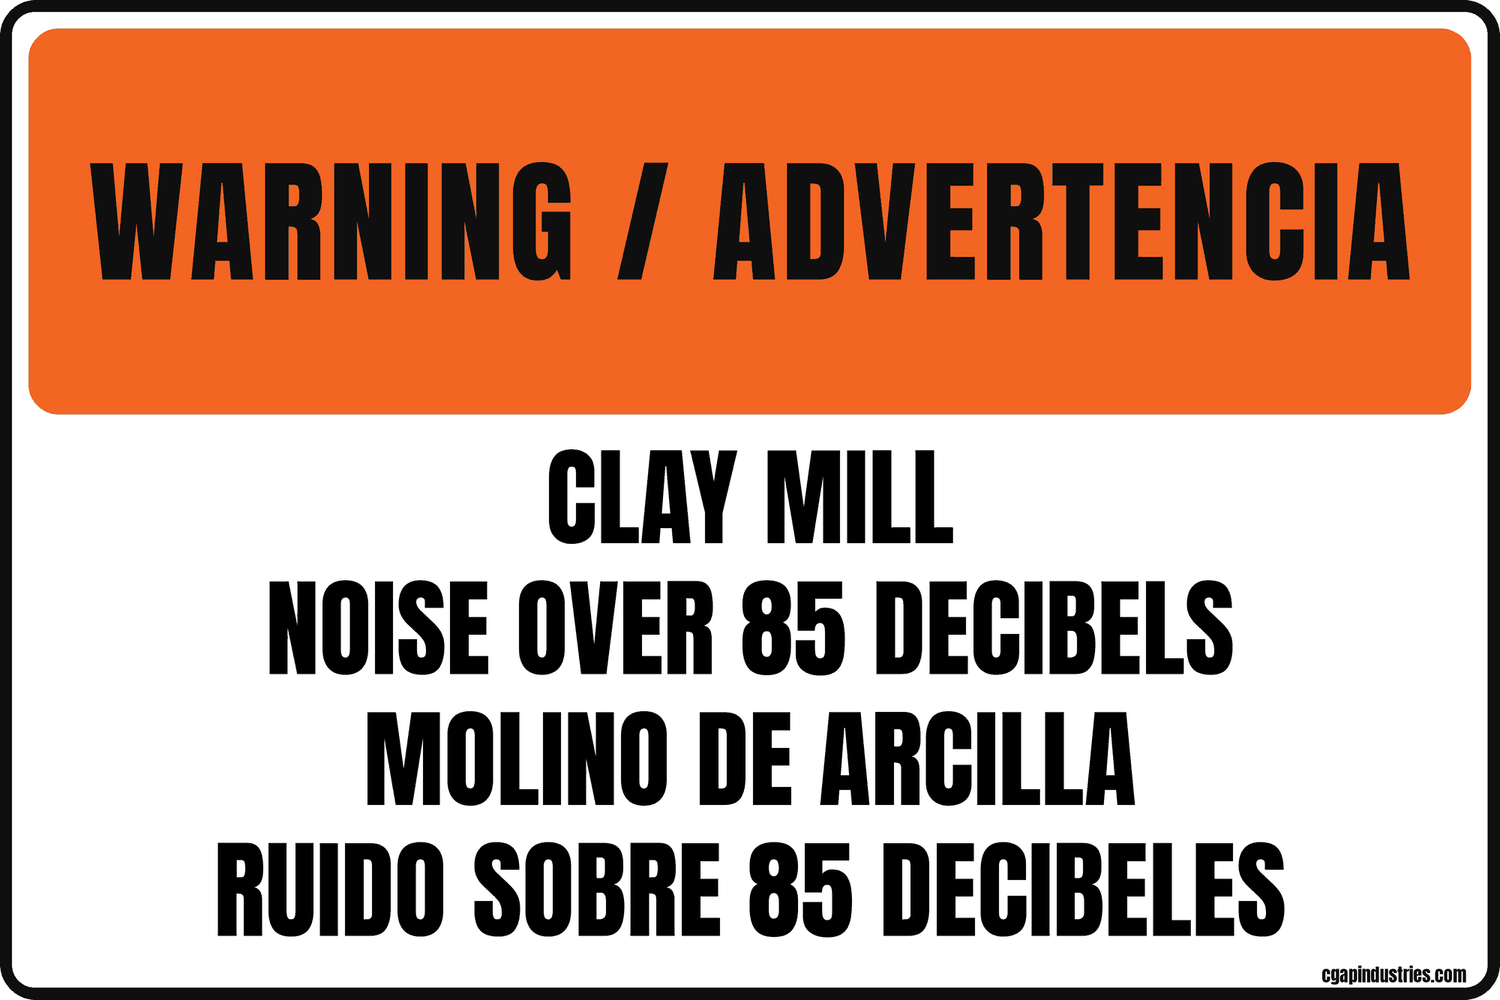 WARNING / ADVERTENCIA
CLAY MILL
NOISE OVER 85 DECIBELS
MOLINO DE ARCILLA
RUIDO SOBRE 85 DECIBELES
cgapindustries.com